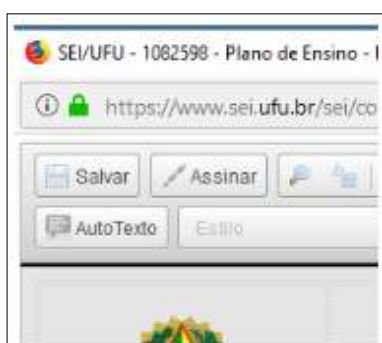 SEI/UFU - 1082598 - Plano de Ensino -
https://www.sei.ufu.br/sei/co
Salvar Assinar
AutoTexto Estilo